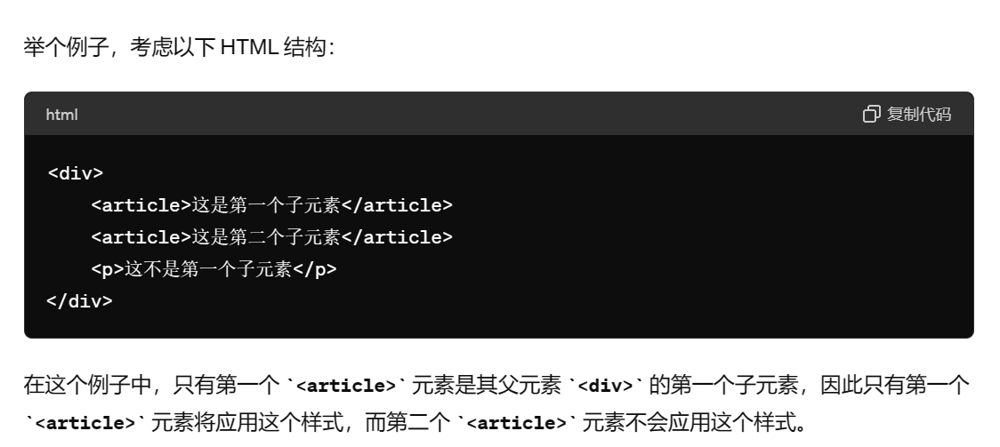 举个例子，考虑以下 HTML 结构：
html 复制代码
<div>
    <article>这是第一个子元素</article>
    <article>这是第二个子元素</article>
    <p>这不是第一个子元素</p>
</div>
在这个例子中，只有第一个 `<article>` 元素是其父元素 `<div>` 的第一个子元素，因此只有第一个
`<article>` 元素将应用这个样式，而第二个 `<article>` 元素不会应用这个样式。